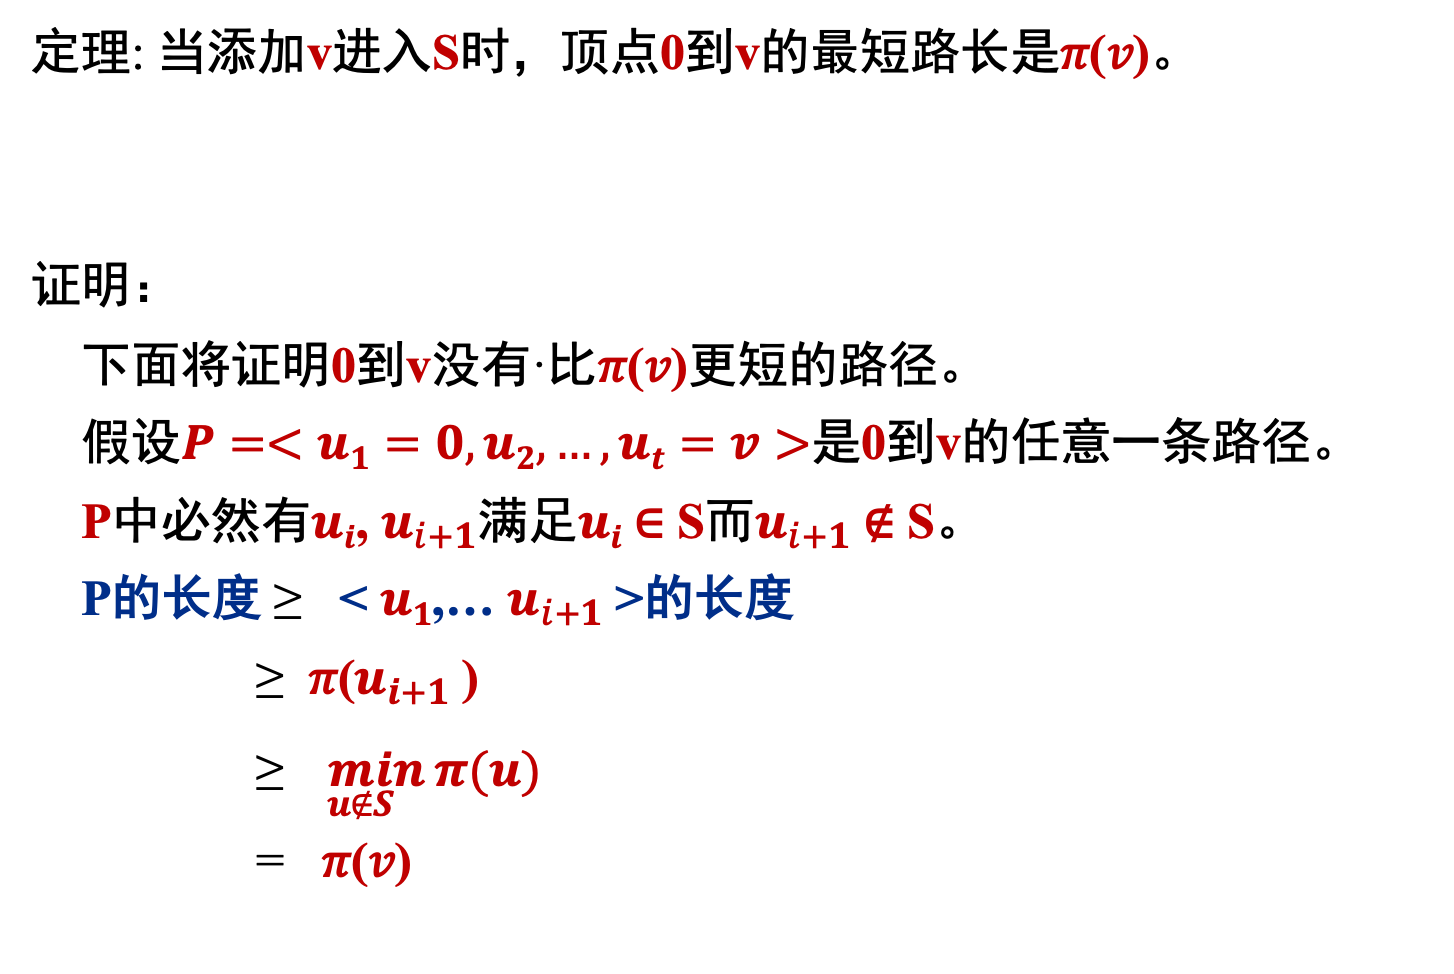 定理: 当添加v进入S时，顶点0到v的最短路长是π(v)。
证明：
下面将证明0到v没有·比π(v)更短的路径。
假设P =< u₁ = 0, u₂, … , uₜ = v >是0到v的任意一条路径。
P中必然有uᵢ, uᵢ₊₁满足uᵢ ∈ S而uᵢ₊₁ ∉ S。
P的长度 ≥ < u₁,… uᵢ₊₁ >的长度
≥ π(uᵢ₊₁ )
≥ min π(u)
u∉S
= π(v)